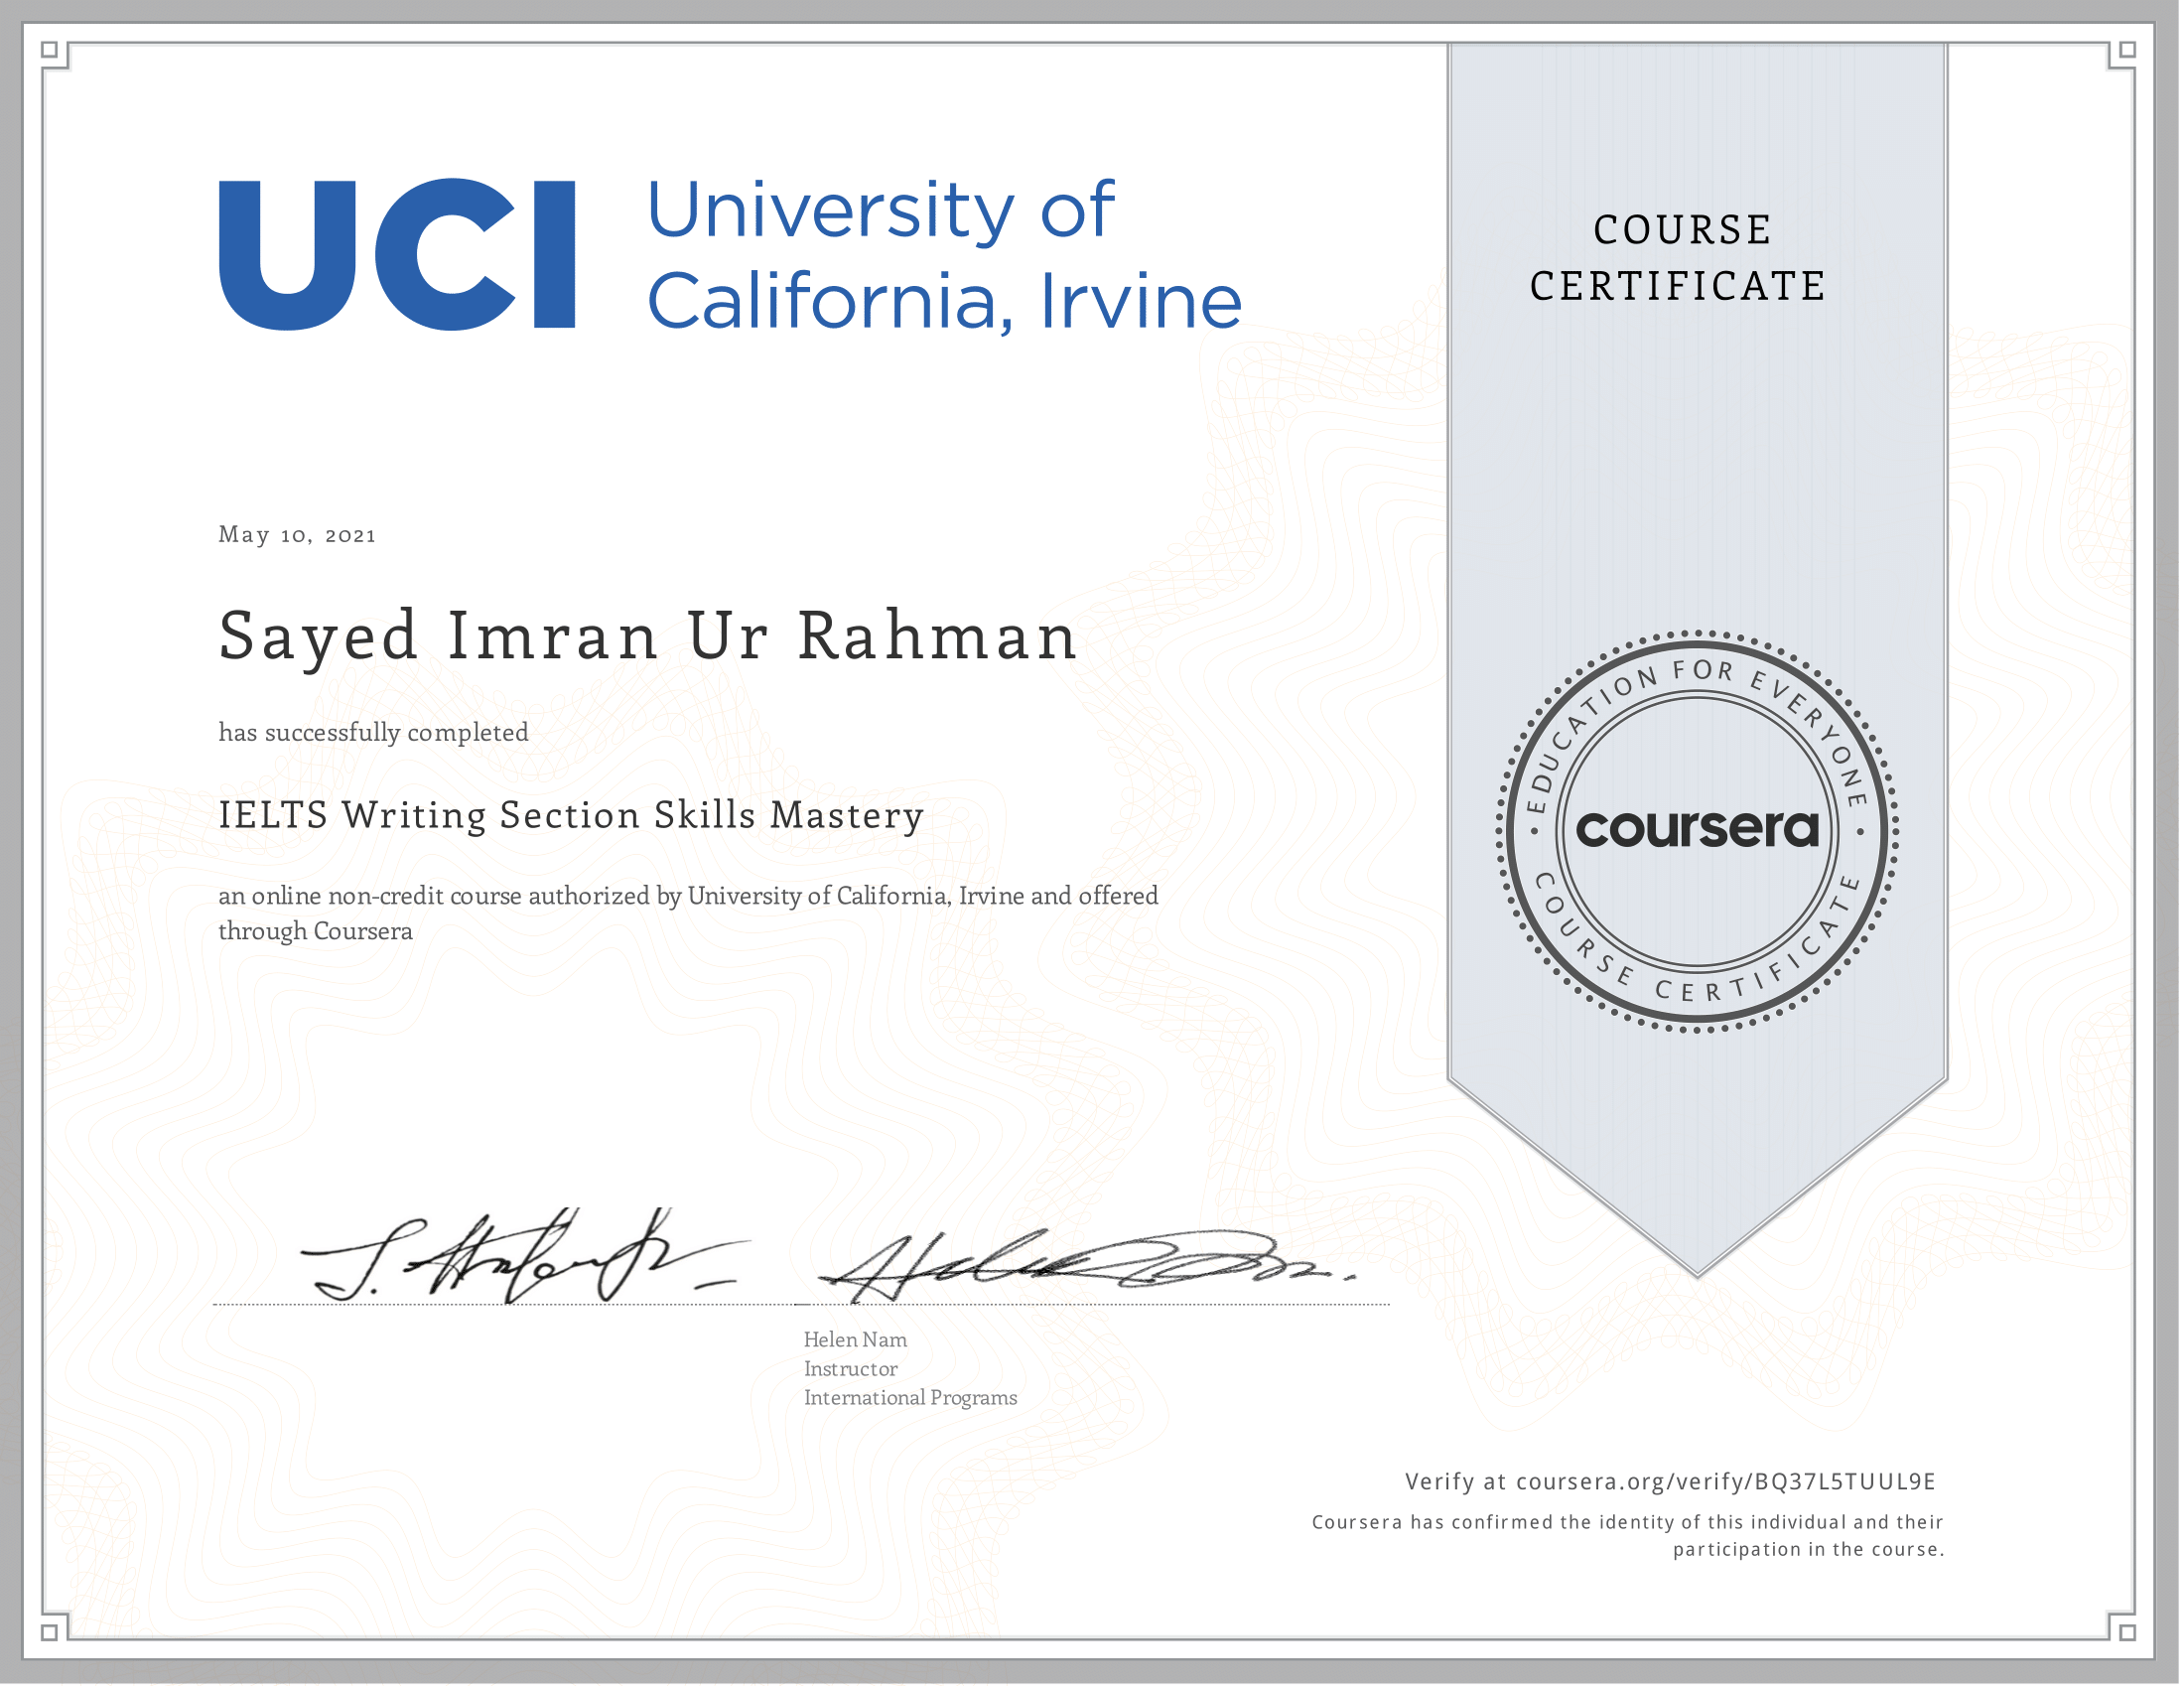 UCI University of
California, Irvine
COURSE
CERTIFICATE
May 10, 2021
Sayed Imran Ur Rahman
has successfully completed
IELTS Writing Section Skills Mastery
an online non-credit course authorized by University of California, Irvine and offered
through Coursera
EDUCATION FOR EVERYONE
coursera
COURSE CERTIFICATE
Helen Nam
Instructor
International Programs
Verify at coursera.org/verify/BQ37L5TUUL9E
Coursera has confirmed the identity of this individual and their
participation in the course.